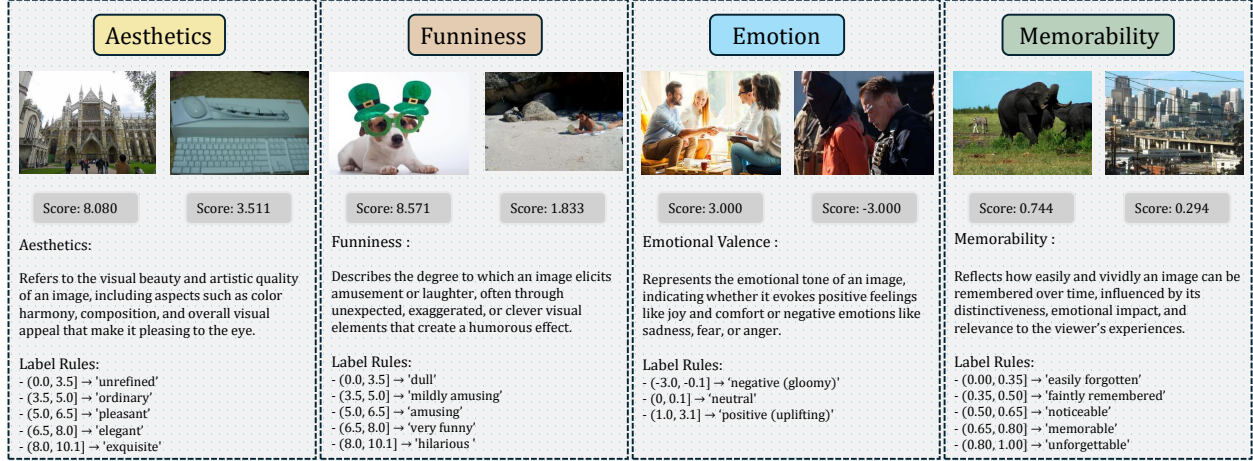 Aesthetics
Score: 8.080
Score: 3.511
Aesthetics:
Refers to the visual beauty and artistic quality
of an image, including aspects such as color
harmony, composition, and overall visual
appeal that make it pleasing to the eye.
Label Rules:
- (0.0, 3.5] → 'unrefined’
- (3.5, 5.0] → 'ordinary’
- (5.0, 6.5] → 'pleasant’
- (6.5, 8.0] → 'elegant’
- (8.0, 10.1] → 'exquisite'
Funniness
Score: 8.571
Score: 1.833
Funniness :
Describes the degree to which an image elicits
amusement or laughter, often through
unexpected, exaggerated, or clever visual
elements that create a humorous effect.
Label Rules:
- (0.0, 3.5] → 'dull’
- (3.5, 5.0] → 'mildly amusing’
- (5.0, 6.5] → ‘amusing’
- (6.5, 8.0] → ‘very funny’
- (8.0, 10.1] → 'hilarious '
Emotion
Score: 3.000
Score: -3.000
Emotional Valence :
Represents the emotional tone of an image,
indicating whether it evokes positive feelings
like joy and comfort or negative emotions like
sadness, fear, or anger.
Label Rules:
- (-3.0, -0.1] → ‘negative (gloomy)'
- (0, 0.1] → ‘neutral'
- (1.0, 3.1] → ‘positive (uplifting)'
Memorability
Score: 0.744
Score: 0.294
Memorability :
Reflects how easily and vividly an image can be
remembered over time, influenced by its
distinctiveness, emotional impact, and
relevance to the viewer’s experiences.
Label Rules:
- (0.00, 0.35] → 'easily forgotten’
- (0.35, 0.50] → 'faintly remembered’
- (0.50, 0.65] → 'noticeable’
- (0.65, 0.80] → 'memorable’
- (0.80, 1.00] → 'unforgettable'